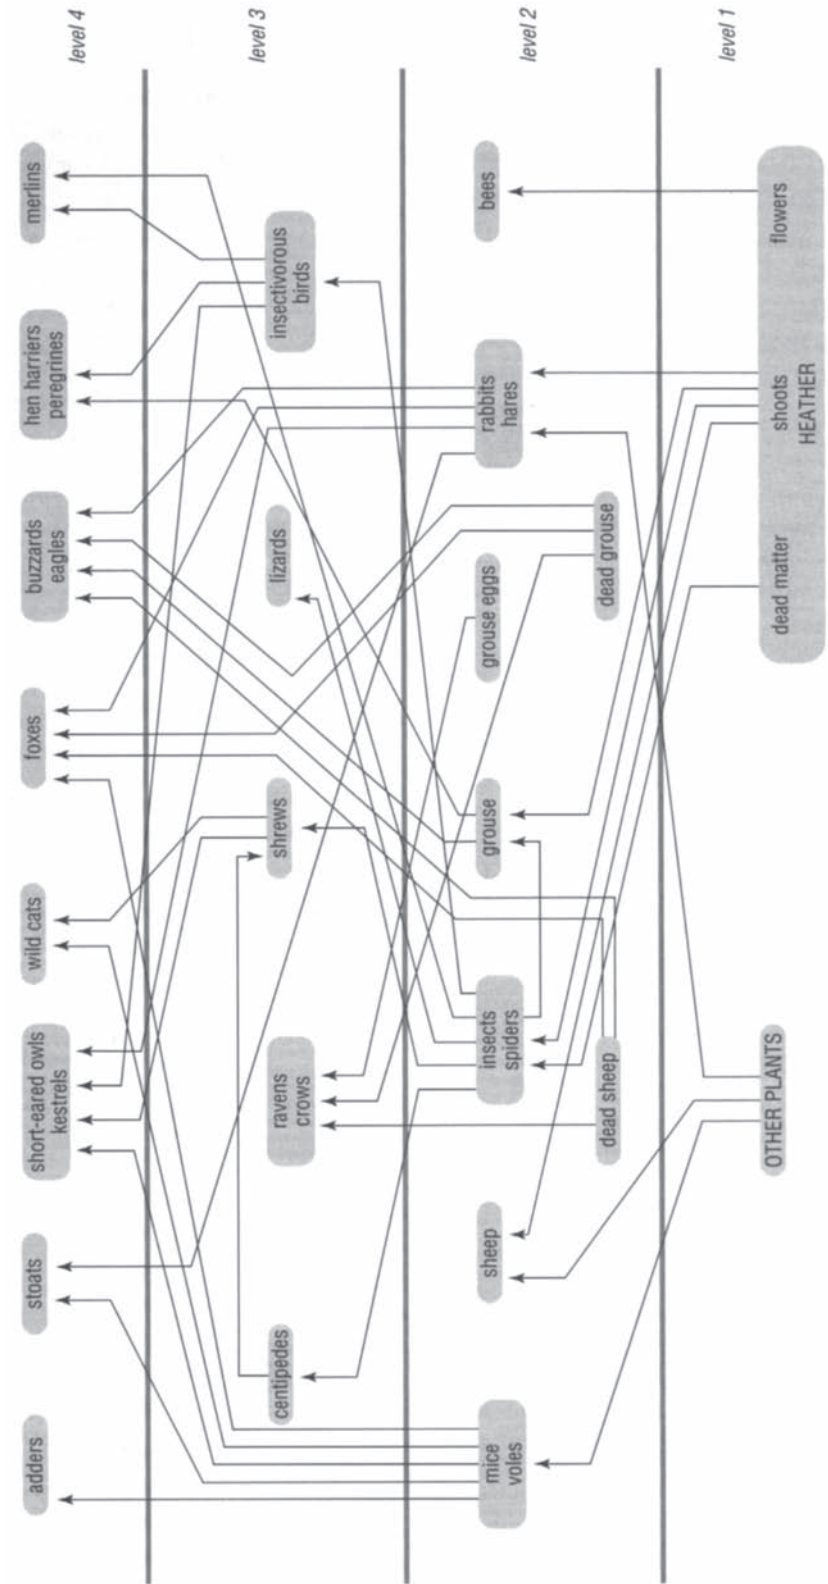 adders
stoats
short-eared owls
kestrels
wild cats
foxes
buzzards
eagles
hen harriers
peregrines
merlins
level 4
centipedes
ravens
crows
shrews
lizards
insectivorous
birds
level 3
mice
voles
sheep
dead sheep
insects
spiders
grouse
grouse eggs
dead grouse
rabbits
hares
bees
level 2
OTHER PLANTS
dead matter
shoots
flowers
HEATHER
level 1